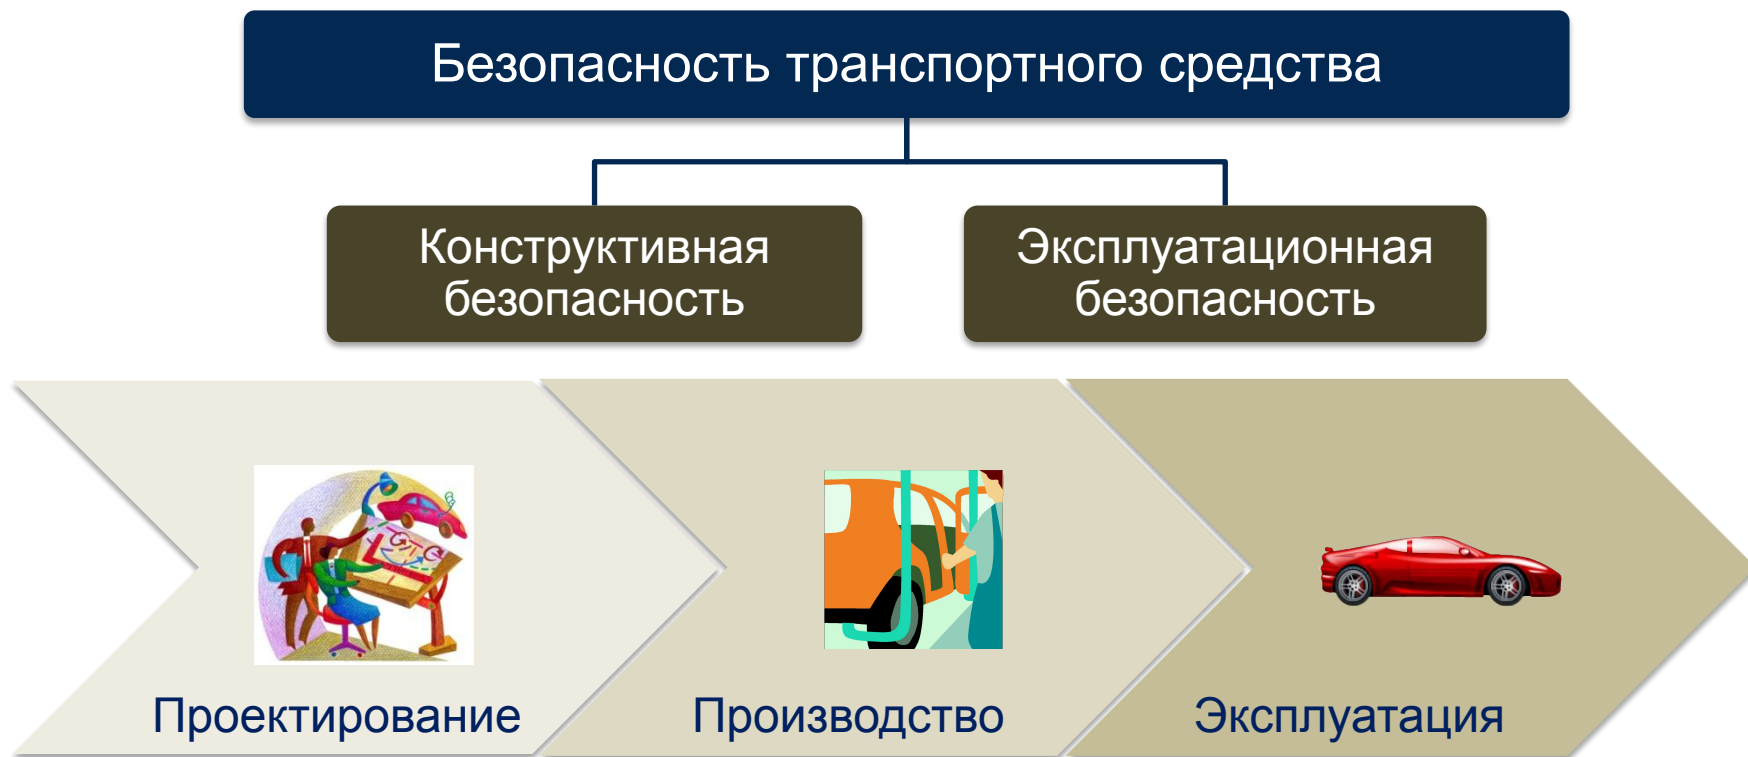 Безопасность транспортного средства
Конструктивная
безопасность
Эксплуатационная
безопасность
Проектирование
Производство
Эксплуатация